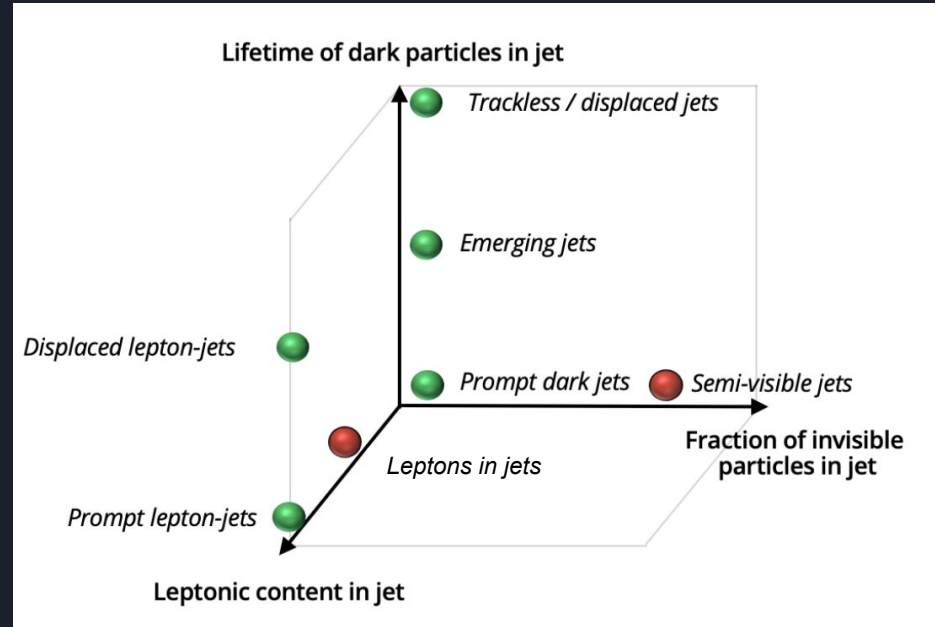 Lifetime of dark particles in jet
Trackless / displaced jets
Emerging jets
Displaced lepton-jets
Prompt dark jets
Semi-visible jets
Fraction of invisible
particles in jet
Leptons in jets
Prompt lepton-jets
Leptonic content in jet